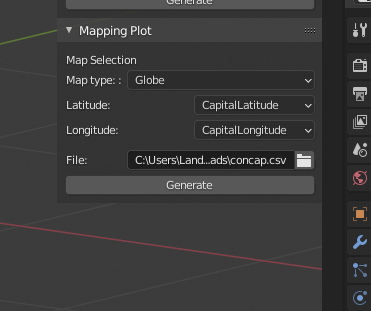 Generate
Mapping Plot
Map Selection
Map type: : Globe
Latitude: CapitalLatitude
Longitude: CapitalLongitude
File: C:\Users\Land...ads\concap.csv
Generate